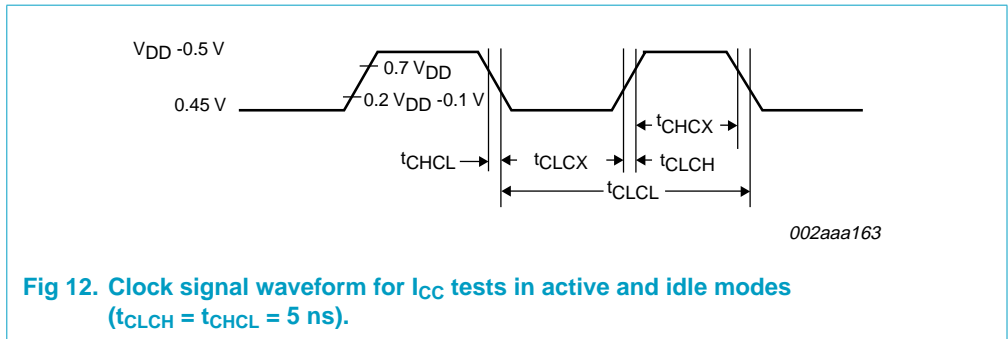 VDD -0.5 V
0.7 VDD
0.2 VDD -0.1 V
0.45 V
tCHCX
tCHCL
tCLCX
tCLCH
tCLCL
002aaa163
Fig 12. Clock signal waveform for ICC tests in active and idle modes
(tCLCH = tCHCL = 5 ns).